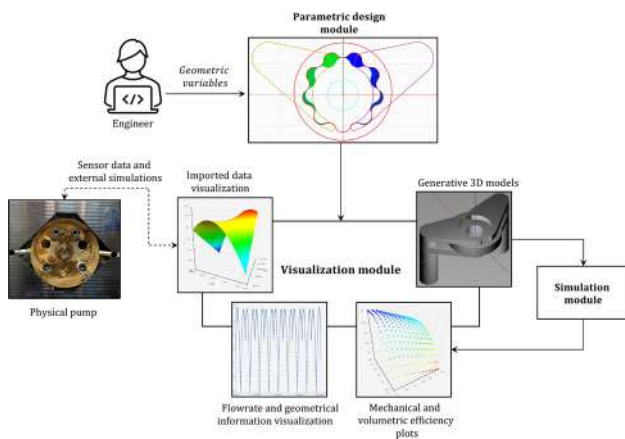 Parametric design
module
Geometric
variables
Engineer
Sensor data and
external simulations
Imported data
visualization
Generative 3D models
Visualization module
Simulation
module
Physical pump
Flowrate and geometrical
information visualization
Mechanical and
volumetric efficiency
plots